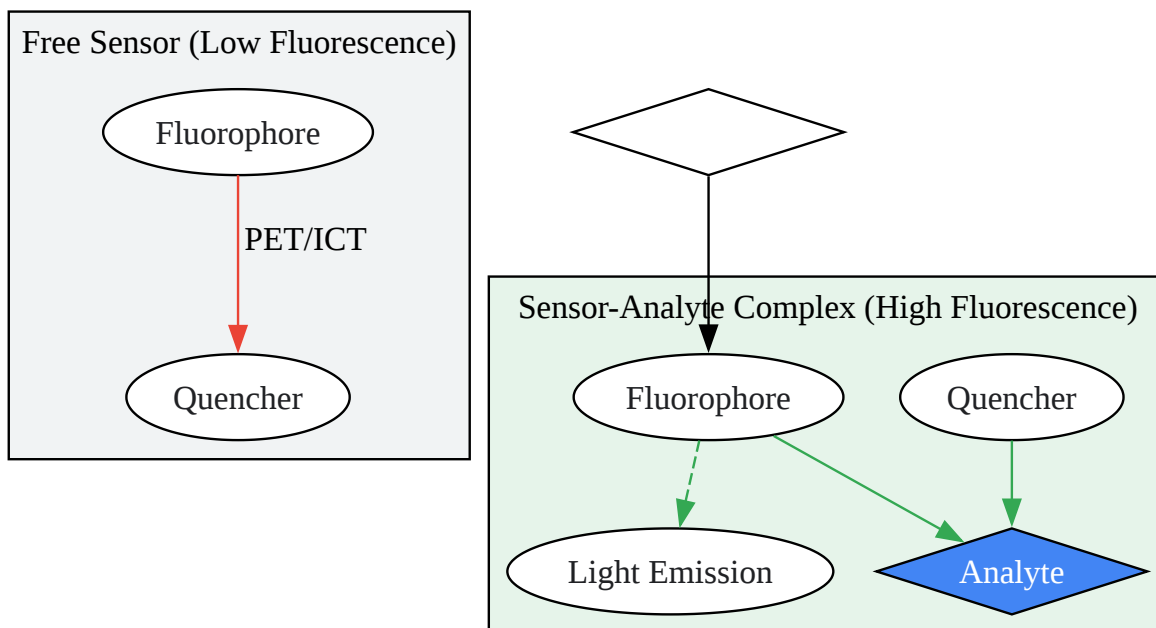 Free Sensor (Low Fluorescence)
Fluorophore
PET/ICT
Quencher
Sensor-Analyte Complex (High Fluorescence)
Fluorophore
Quencher
Light Emission
Analyte